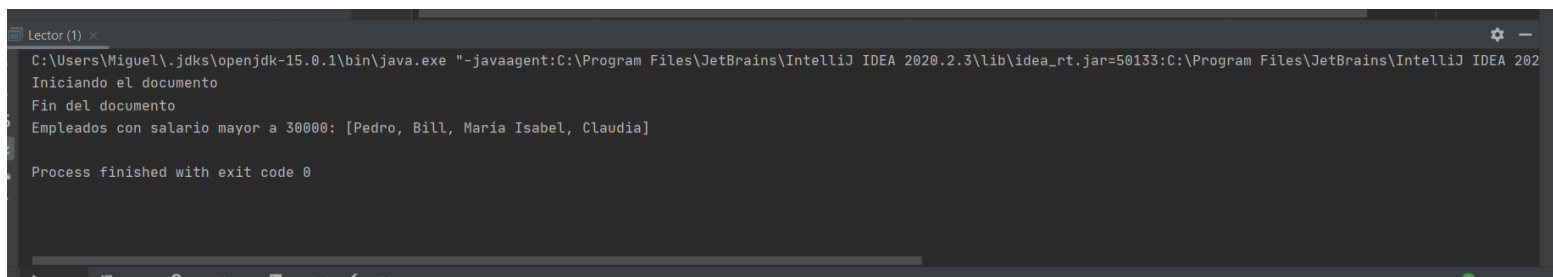 Lector (1) ×
C:\Users\Miguel\.jdks\openjdk-15.0.1\bin\java.exe "-javaagent:C:\Program Files\JetBrains\IntelliJ IDEA 2020.2.3\lib\idea_rt.jar=50133:C:\Program Files\JetBrains\IntelliJ IDEA 202
Iniciando el documento
Fin del documento
Empleados con salario mayor a 30000: [Pedro, Bill, María Isabel, Claudia]
Process finished with exit code 0